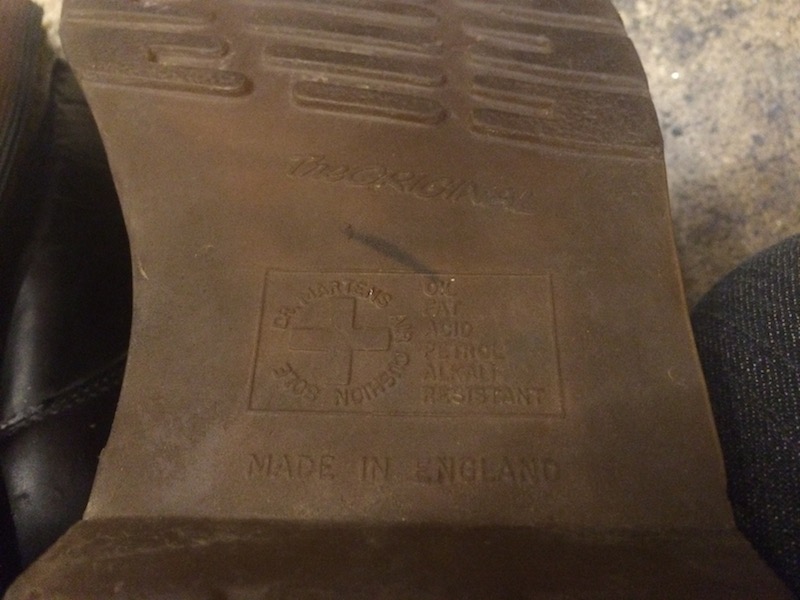 The ORIGINAL
DR. MARTENS AIR CUSHION SOLE
OIL
FAT
ACID
PETROL
ALKALI
RESISTANT
MADE IN ENGLAND